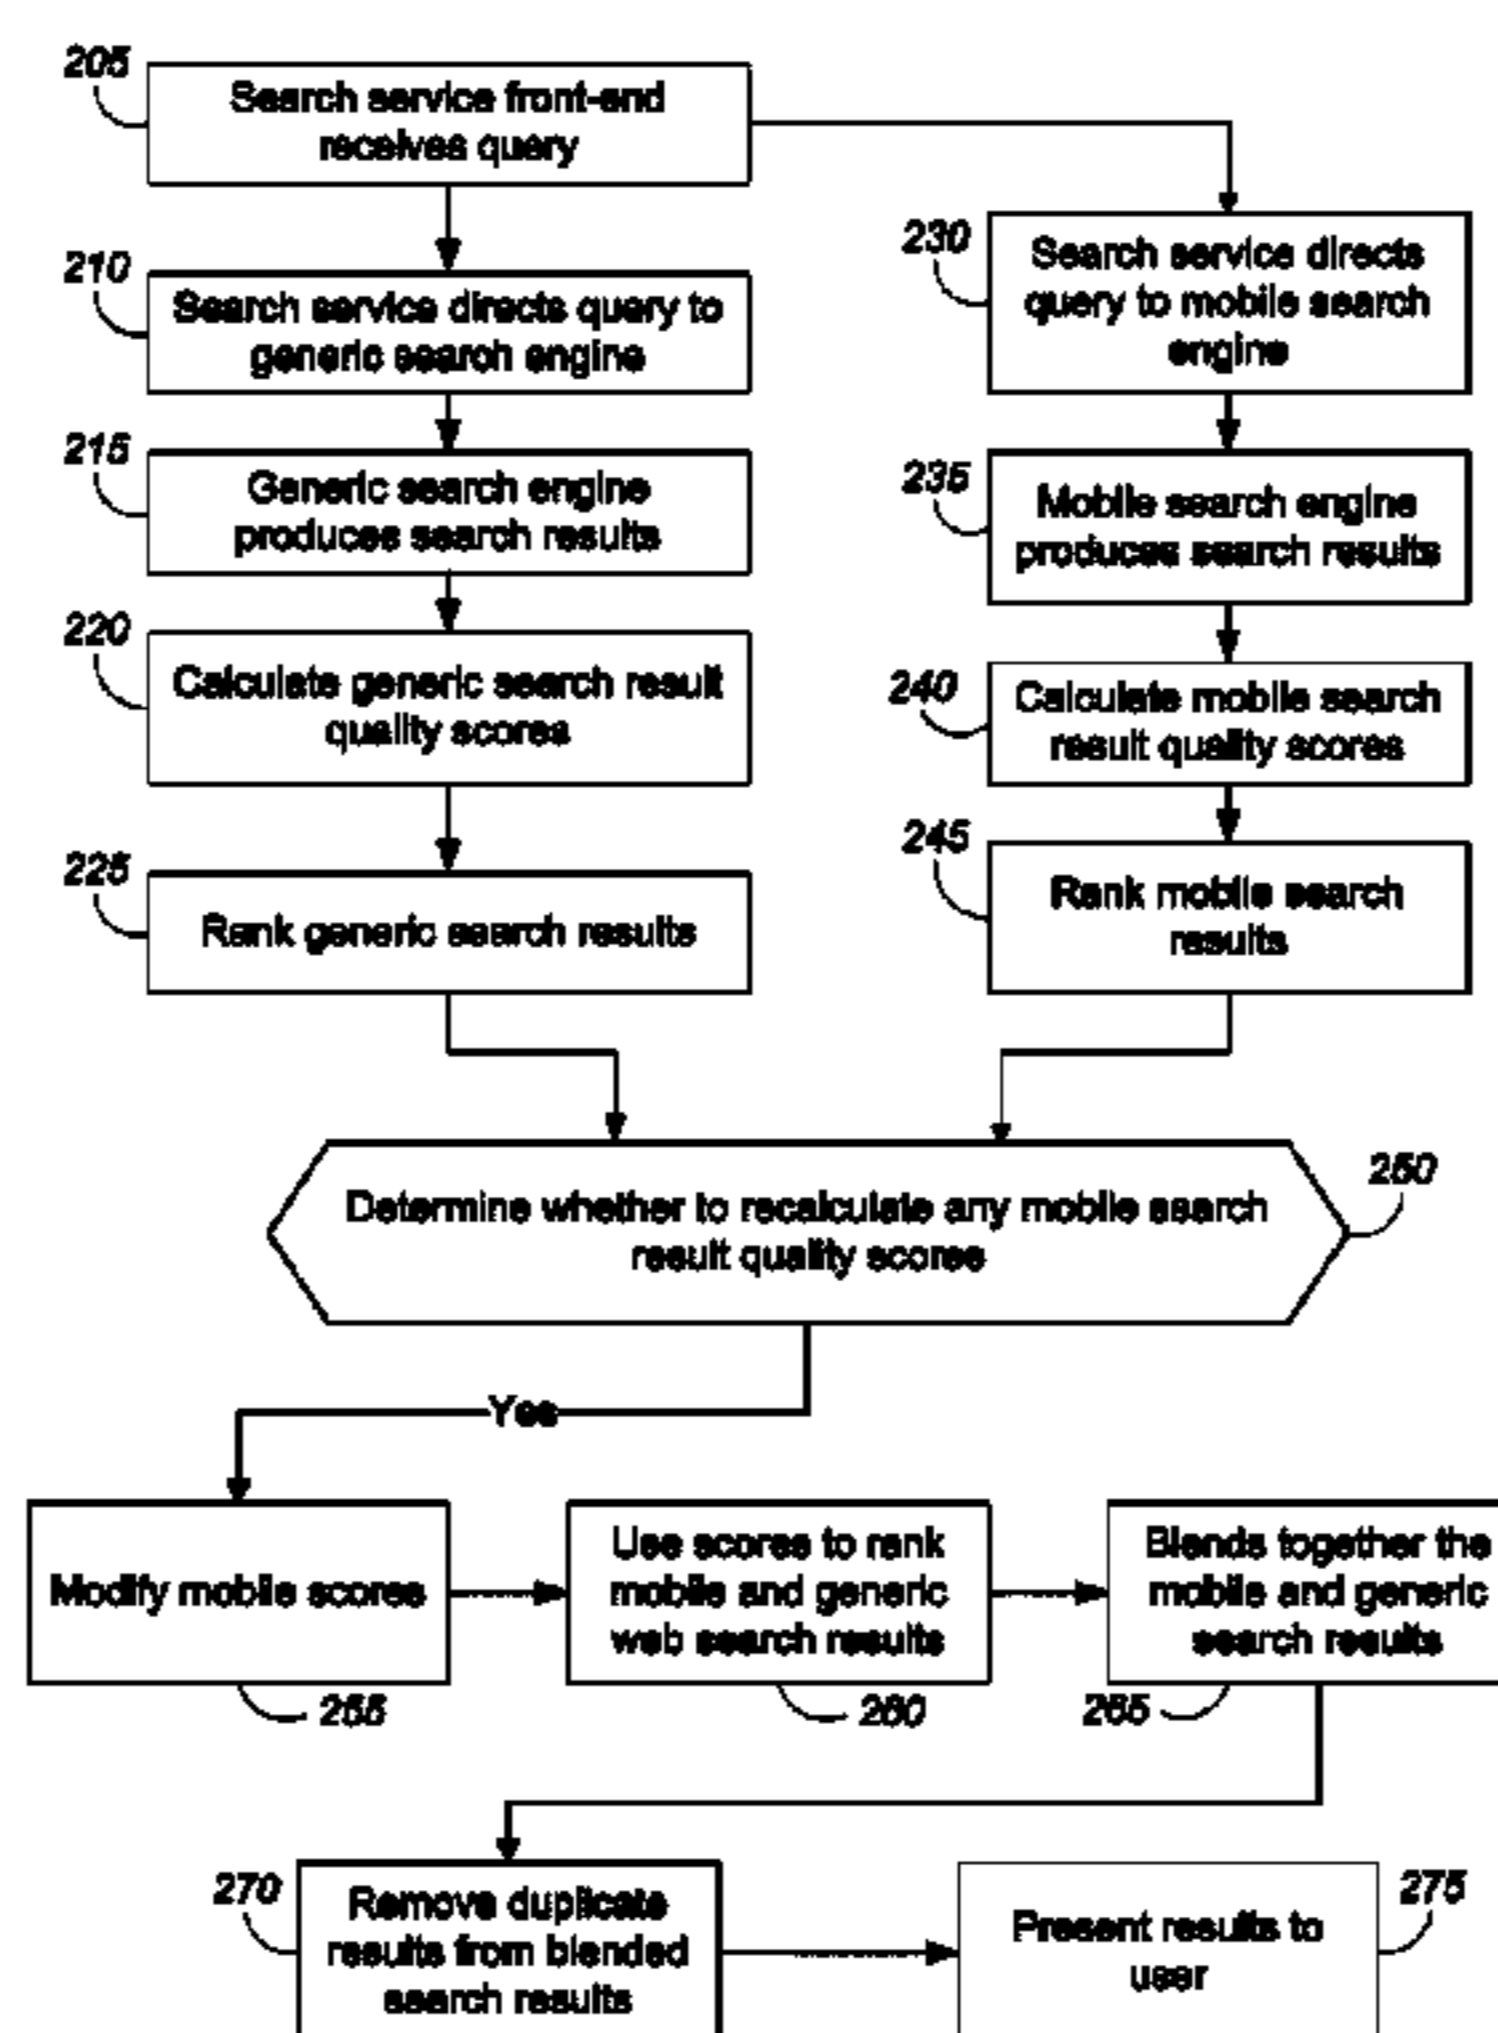 205
Search service front-end
receives query
210
Search service directs query to
generic search engine
215
Generic search engine
produces search results
220
Calculate generic search result
quality scores
225
Rank generic search results
230
Search service directs
query to mobile search
engine
235
Mobile search engine
produces search results
240
Calculate mobile search
result quality scores
245
Rank mobile search
results
250
Determine whether to recalculate any mobile search
result quality scores
Yes
Modify mobile scores
255
Use scores to rank
mobile and generic
web search results
260
Blends together the
mobile and generic
search results
265
270
Remove duplicate
results from blended
search results
Present results to
user
275